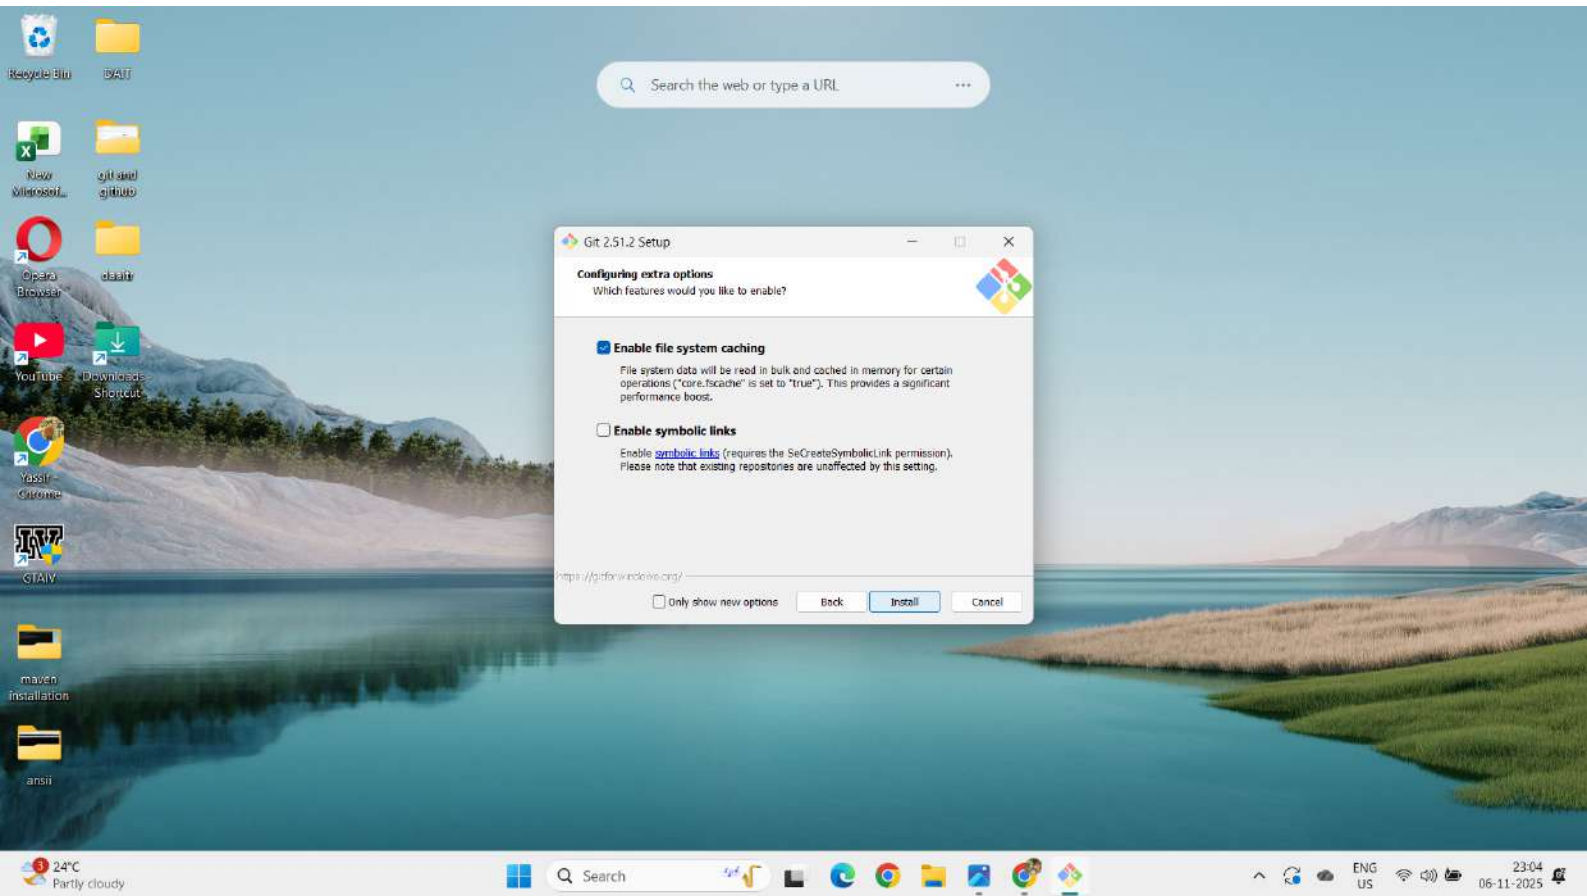 Recycle Bin
DAIT
New
Microsof...
git and
github
Opera
Browser
daaitr
YouTube
Downloads -
Shortcut
Yassir -
Chrome
GTAIV
maven
installation
ansii
Search the web or type a URL
Git 2.51.2 Setup
Configuring extra options
Which features would you like to enable?
Enable file system caching
File system data will be read in bulk and cached in memory for certain
operations ("core.fscache" is set to "true"). This provides a significant
performance boost.
Enable symbolic links
Enable symbolic links (requires the SeCreateSymbolicLink permission).
Please note that existing repositories are unaffected by this setting.
https://gitforwindows.org/
Only show new options
Back
Install
Cancel
3
24°C
Partly cloudy
Search
ENG
US
23:04
06-11-2025